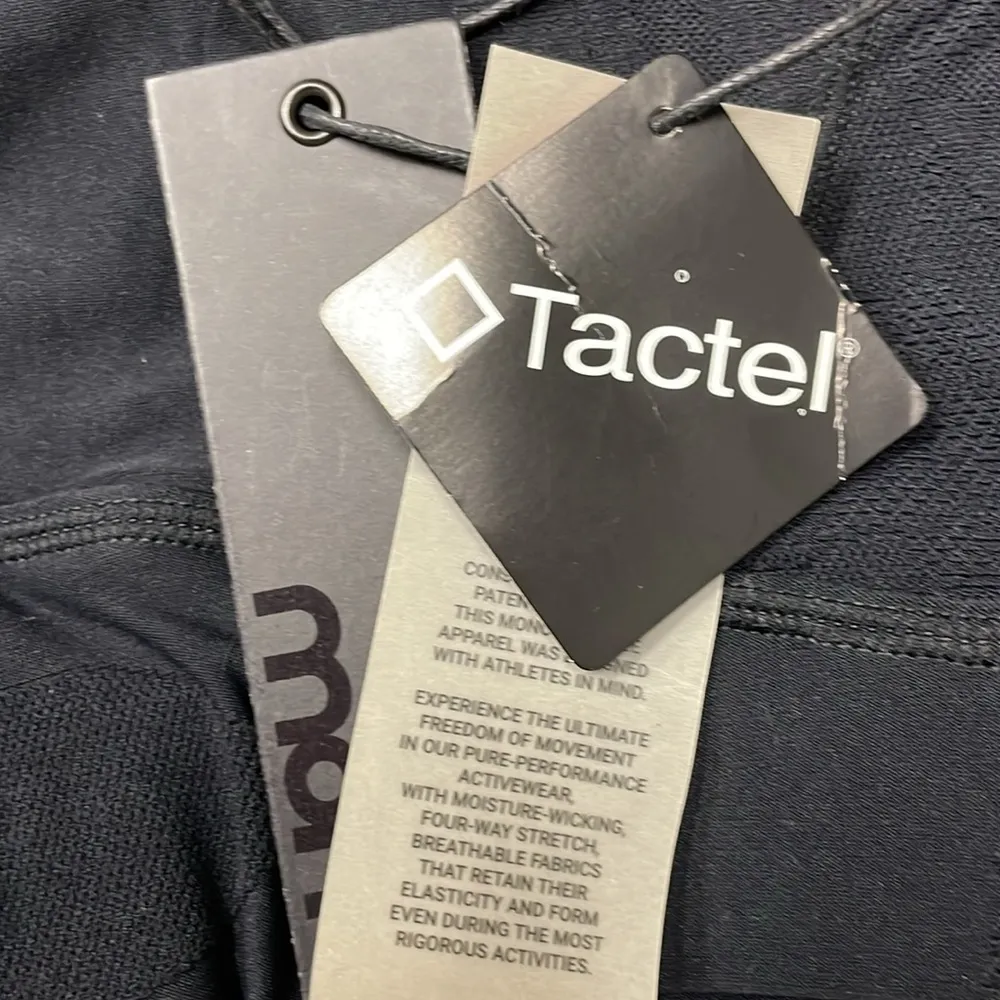 Tactel®
CONS
PATEN
THIS MONO
APPAREL WAS
WITH ATHLETES IN MIND.
EXPERIENCE THE ULTIMATE
FREEDOM OF MOVEMENT
IN OUR PURE-PERFORMANCE
ACTIVEWEAR,
WITH MOISTURE-WICKING,
FOUR-WAY STRETCH,
BREATHABLE FABRICS
THAT RETAIN THEIR
ELASTICITY AND FORM
EVEN DURING THE MOST
RIGOROUS ACTIVITIES.